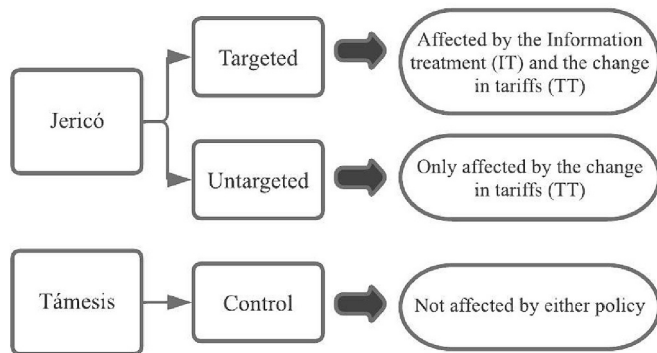 Jericó
Targeted
Affected by the Information
treatment (IT) and the change
in tariffs (TT)
Untargeted
Only affected by the change
in tariffs (TT)
Támesis
Control
Not affected by either policy